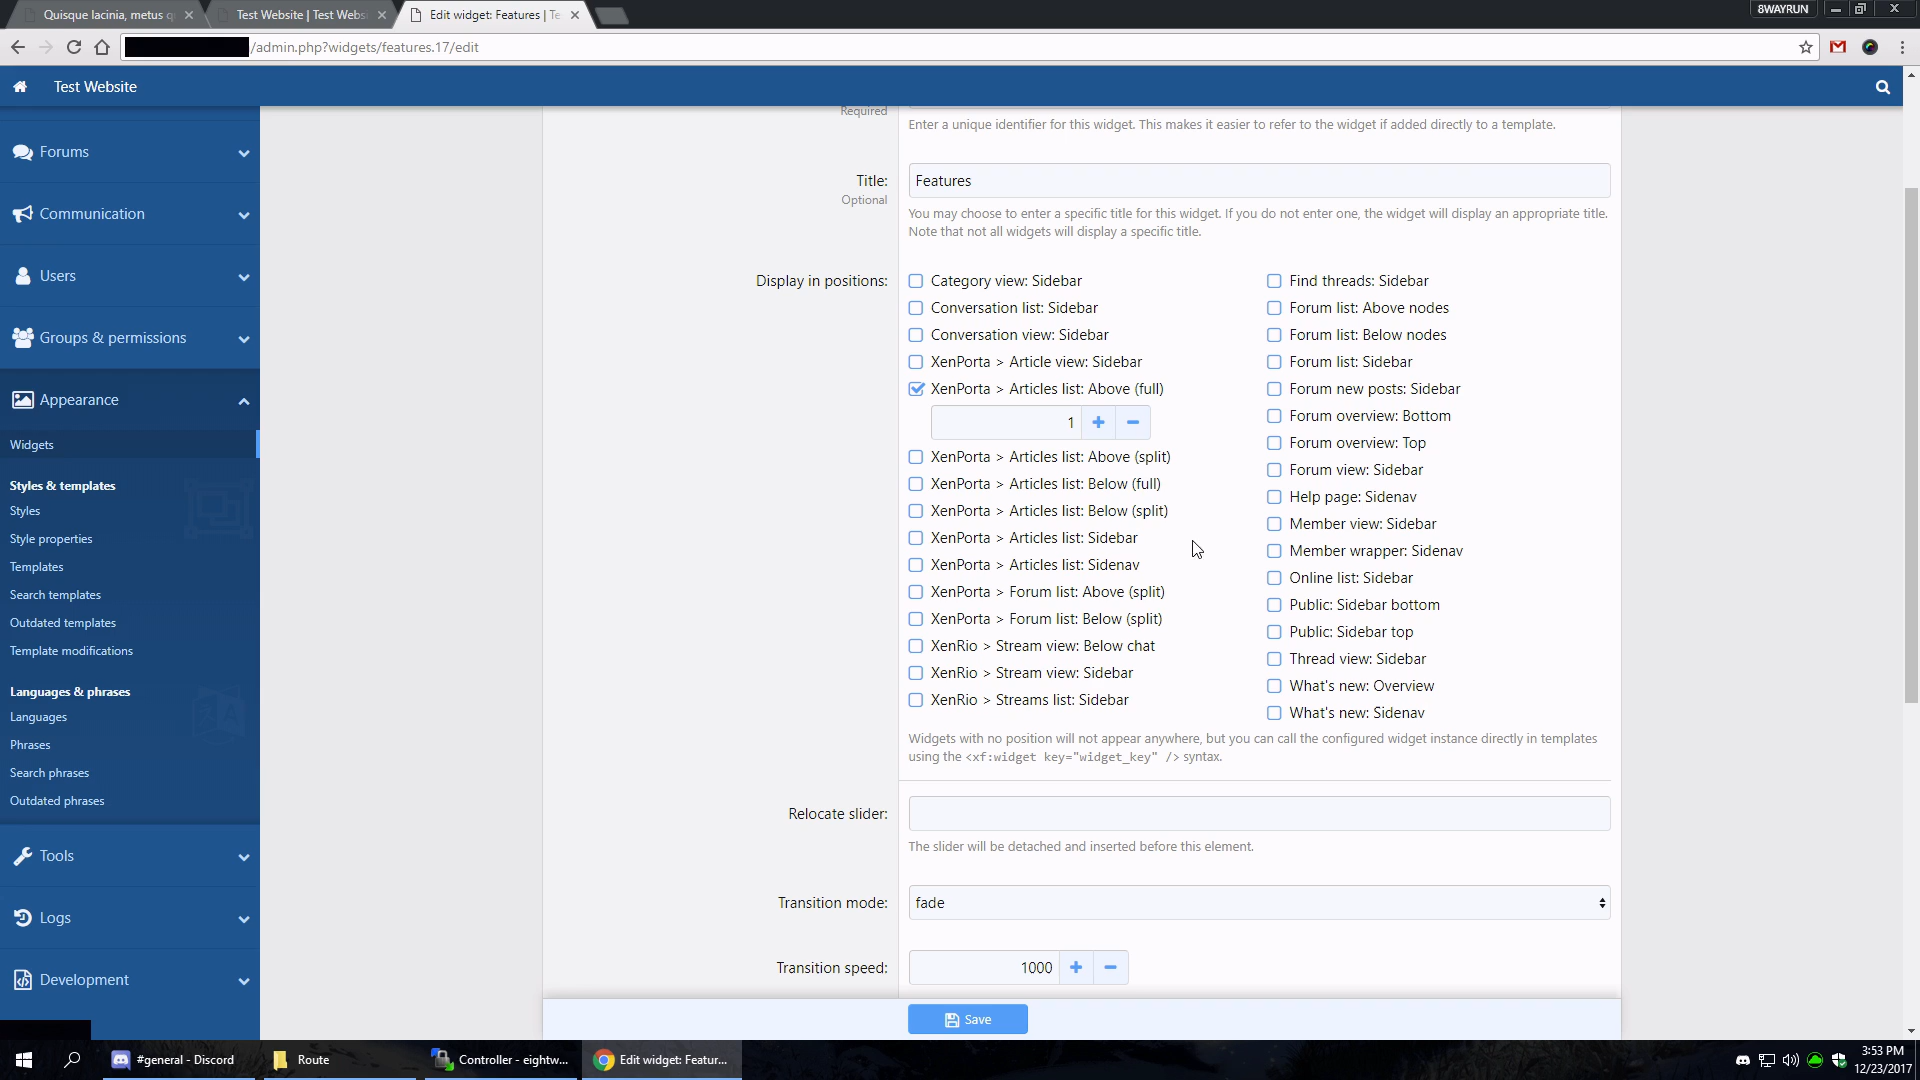 Quisque lacinia, metus q
Test Website | Test Websi
Edit widget: Features | Te
8WAYRUN
/admin.php?widgets/features.17/edit
Test Website
Forums
Communication
Users
Groups & permissions
Appearance
Widgets
Styles & templates
Styles
Style properties
Templates
Search templates
Outdated templates
Template modifications
Languages & phrases
Languages
Phrases
Search phrases
Outdated phrases
Tools
Logs
Development
Required
Enter a unique identifier for this widget. This makes it easier to refer to the widget if added directly to a template.
Title:
Optional
Features
You may choose to enter a specific title for this widget. If you do not enter one, the widget will display an appropriate title.
Note that not all widgets will display a specific title.
Display in positions:
Category view: Sidebar
Conversation list: Sidebar
Conversation view: Sidebar
XenPorta > Article view: Sidebar
XenPorta > Articles list: Above (full)
1
XenPorta > Articles list: Above (split)
XenPorta > Articles list: Below (full)
XenPorta > Articles list: Below (split)
XenPorta > Articles list: Sidebar
XenPorta > Articles list: Sidenav
XenPorta > Forum list: Above (split)
XenPorta > Forum list: Below (split)
XenRio > Stream view: Below chat
XenRio > Stream view: Sidebar
XenRio > Streams list: Sidebar
Find threads: Sidebar
Forum list: Above nodes
Forum list: Below nodes
Forum list: Sidebar
Forum new posts: Sidebar
Forum overview: Bottom
Forum overview: Top
Forum view: Sidebar
Help page: Sidenav
Member view: Sidebar
Member wrapper: Sidenav
Online list: Sidebar
Public: Sidebar bottom
Public: Sidebar top
Thread view: Sidebar
What's new: Overview
What's new: Sidenav
Widgets with no position will not appear anywhere, but you can call the configured widget instance directly in templates
using the <xf:widget key="widget_key" /> syntax.
Relocate slider:
The slider will be detached and inserted before this element.
Transition mode:
fade
Transition speed:
1000
Save
#general - Discord
Route
Controller - eightw...
Edit widget: Featur...
3:53 PM
12/23/2017